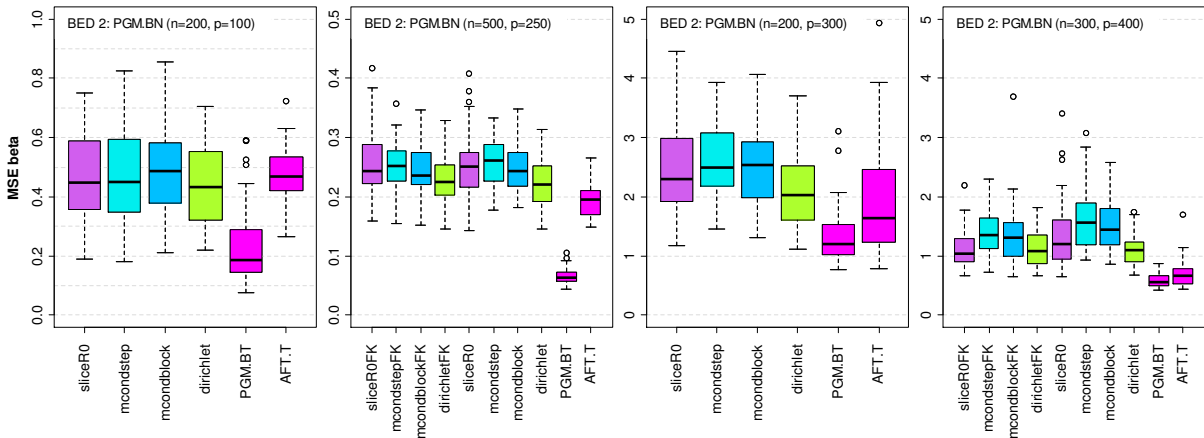 BED 2: PGM.BN (n=200, p=100)
MSE beta
0.0
0.2
0.4
0.6
0.8
1.0
sliceR0
mcondstep
mcondblock
dirichlet
PGM.BT
AFT.T
BED 2: PGM.BN (n=500, p=250)
0.0
0.1
0.2
0.3
0.4
0.5
sliceR0FK
mcondstepFK
mcondblockFK
dirichletFK
sliceR0
mcondstep
mcondblock
dirichlet
PGM.BT
AFT.T
BED 2: PGM.BN (n=200, p=300)
0
1
2
3
4
5
sliceR0
mcondstep
mcondblock
dirichlet
PGM.BT
AFT.T
BED 2: PGM.BN (n=300, p=400)
0
1
2
3
4
5
sliceR0FK
mcondstepFK
mcondblockFK
dirichletFK
sliceR0
mcondstep
mcondblock
dirichlet
PGM.BT
AFT.T